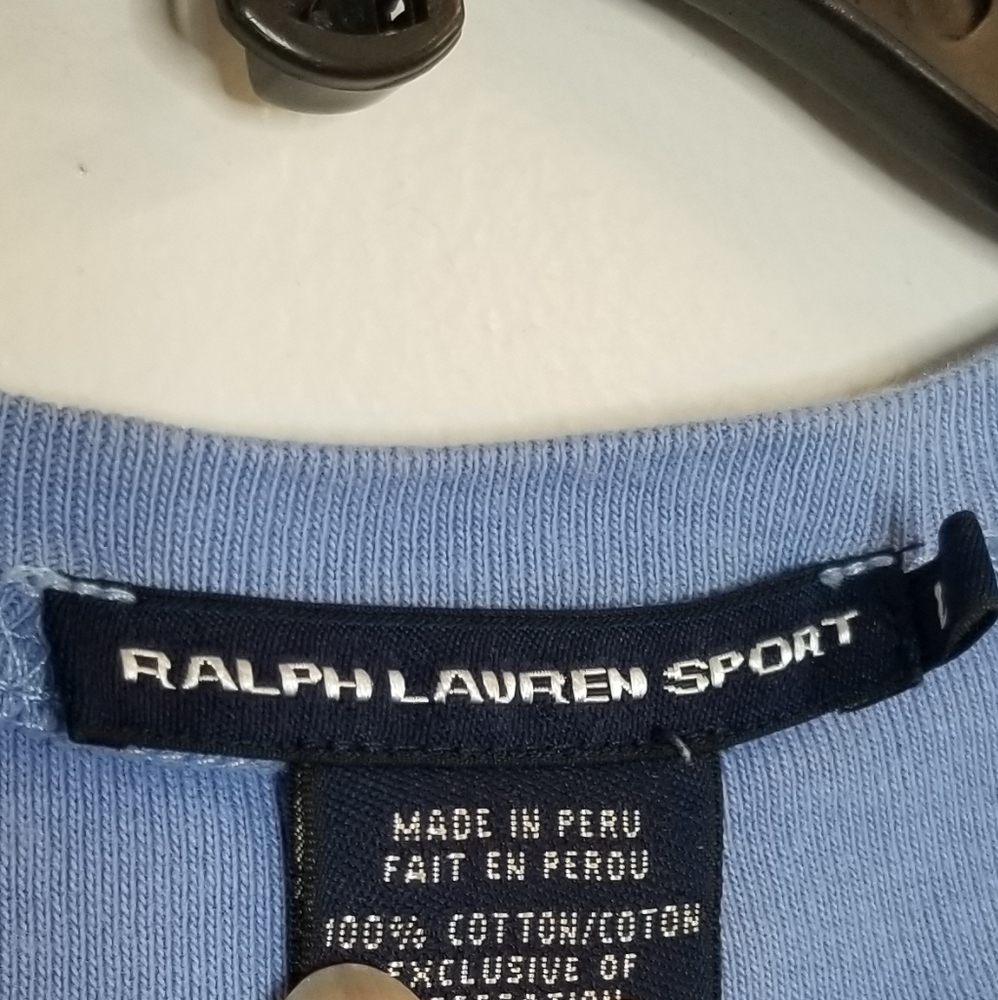 RALPH LAUREN SPORT
L
MADE IN PERU
FAIT EN PEROU
100% COTTON/COTON
EXCLUSIVE OF